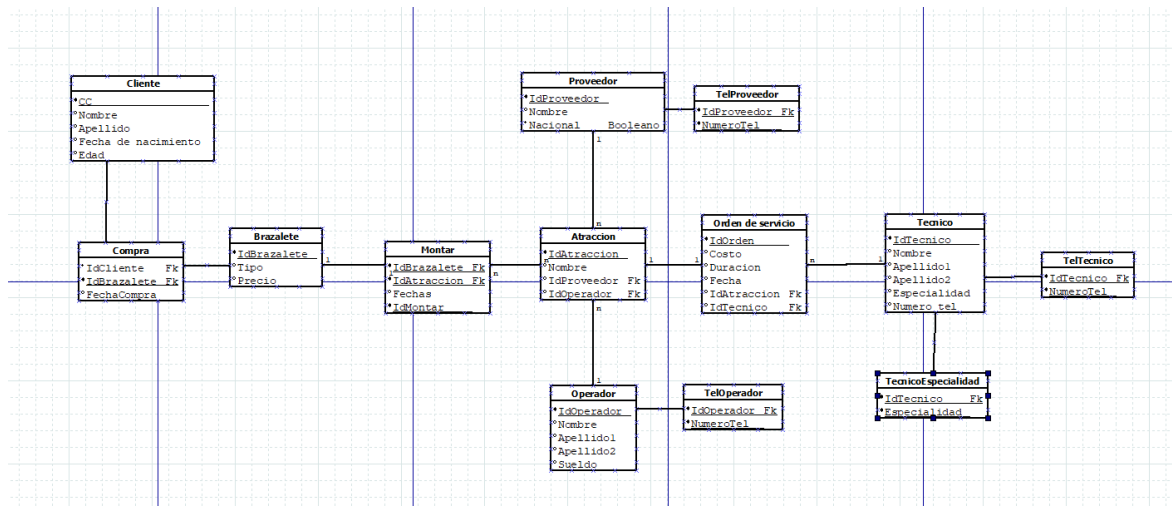 Cliente
CC
Nombre
Apellido
Fecha de nacimiento
Edad
Proveedor
IdProveedor
Nombre
Nacional Booleano
1
TelProveedor
IdProveedor Fk
NumeroTel
Compra
IdCliente Fk
IdBrazalete Fk
FechaCompra
Brazalete
IdBrazalete
Tipo
Precio
1
1
Montar
IdBrazalete Fk
IdAtraccion Fk
Fechas
IdMontar
n
n
n
Atraccion
IdAtraccion
Nombre
IdProveedor Fk
IdOperador Fk
1
n
1
Orden de servicio
IdOrden
Costo
Duracion
Fecha
IdAtraccion Fk
IdTecnico Fk
n
1
Tecnico
IdTecnico
Nombre
Apellido1
Apellido2
Especialidad
Numero tel
TelTecnico
IdTecnico Fk
NumeroTel
TecnicoEspecialidad
IdTecnico Fk
Especialidad
1
Operador
IdOperador
Nombre
Apellido1
Apellido2
Sueldo
TelOperador
IdOperador Fk
NumeroTel